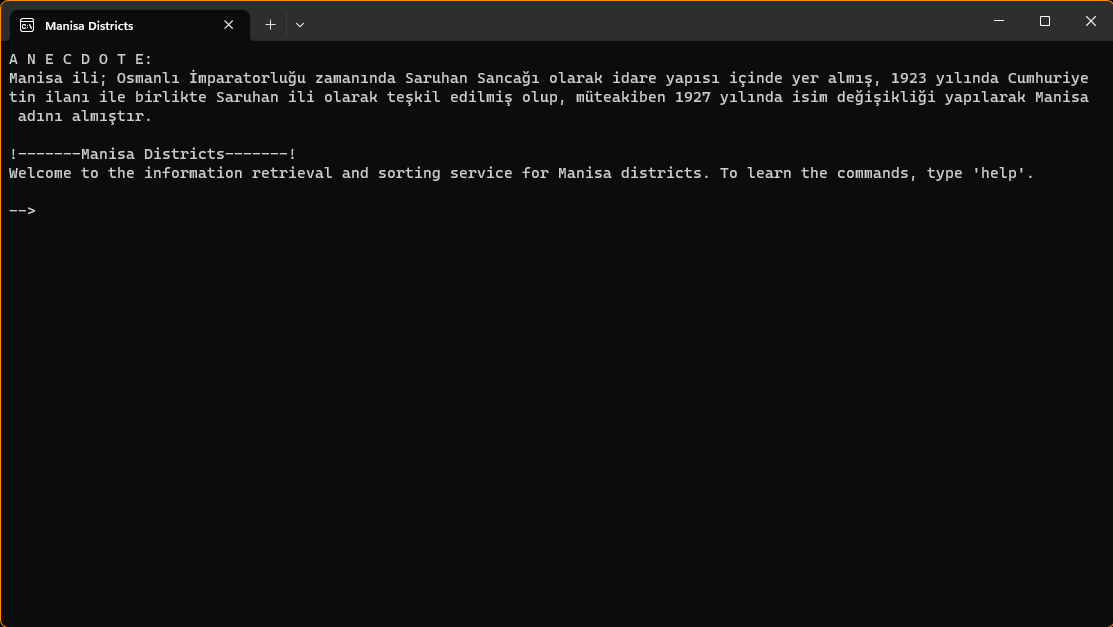 Manisa Districts
A N E C D O T E:
Manisa ili; Osmanlı İmparatorluğu zamanında Saruhan Sancağı olarak idare yapısı içinde yer almış, 1923 yılında Cumhuriye
tin ilanı ile birlikte Saruhan ili olarak teşkil edilmiş olup, müteakiben 1927 yılında isim değişikliği yapılarak Manisa
 adını almıştır.
!-------Manisa Districts-------!
Welcome to the information retrieval and sorting service for Manisa districts. To learn the commands, type 'help'.
-->